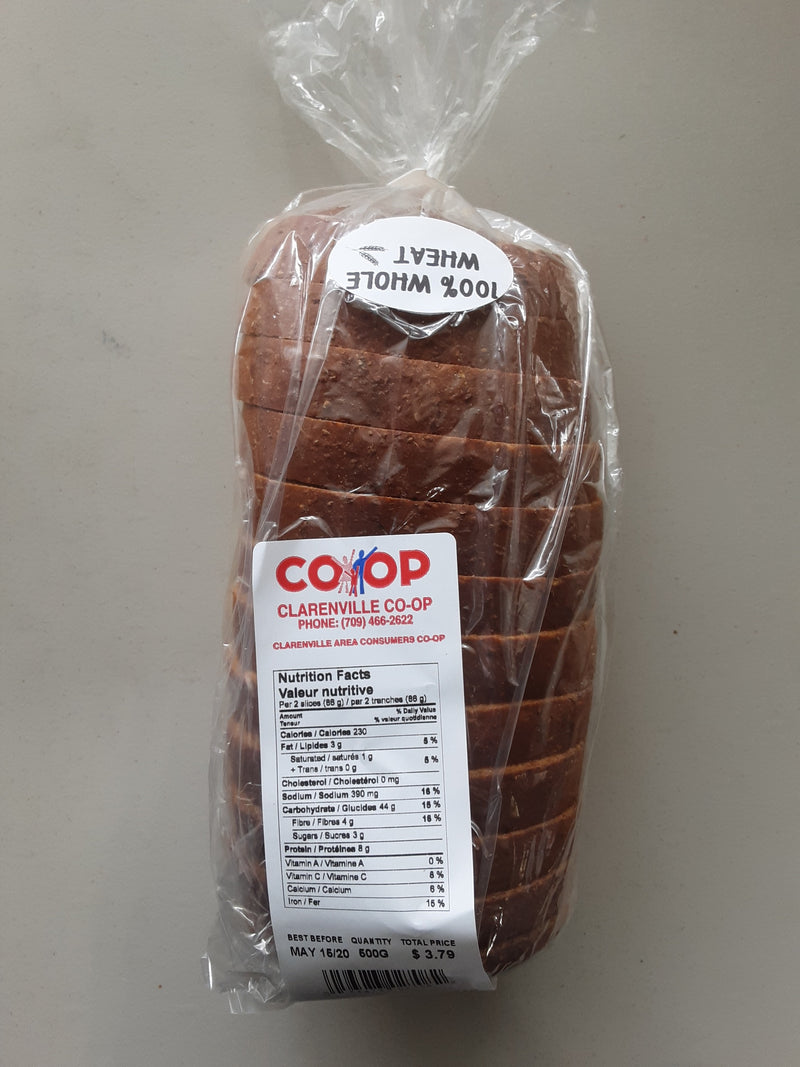 100% WHOLE
WHEAT
CO-OP
CLARENVILLE CO-OP
PHONE: (709) 466-2622
CLARENVILLE AREA CONSUMERS CO-OP
Nutrition Facts
Valeur nutritive
Per 2 slices (88 g) / par 2 tranches (88 g)
Amount % Daily Value
Teneur % valeur quotidienne
Calories / Calories 230
Fat / Lipides 3 g 5 %
Saturated / saturés 1 g 5 %
+ Trans / trans 0 g
Cholesterol / Cholestérol 0 mg
Sodium / Sodium 390 mg 16 %
Carbohydrate / Glucides 44 g 15 %
Fibre / Fibres 4 g 16 %
Sugars / Sucres 3 g
Protein / Protéines 8 g
Vitamin A / Vitamine A 0 %
Vitamin C / Vitamine C 6 %
Calcium / Calcium 6 %
Iron / Fer 15 %
BEST BEFORE QUANTITY TOTAL PRICE
MAY 15/20 500G $ 3.79